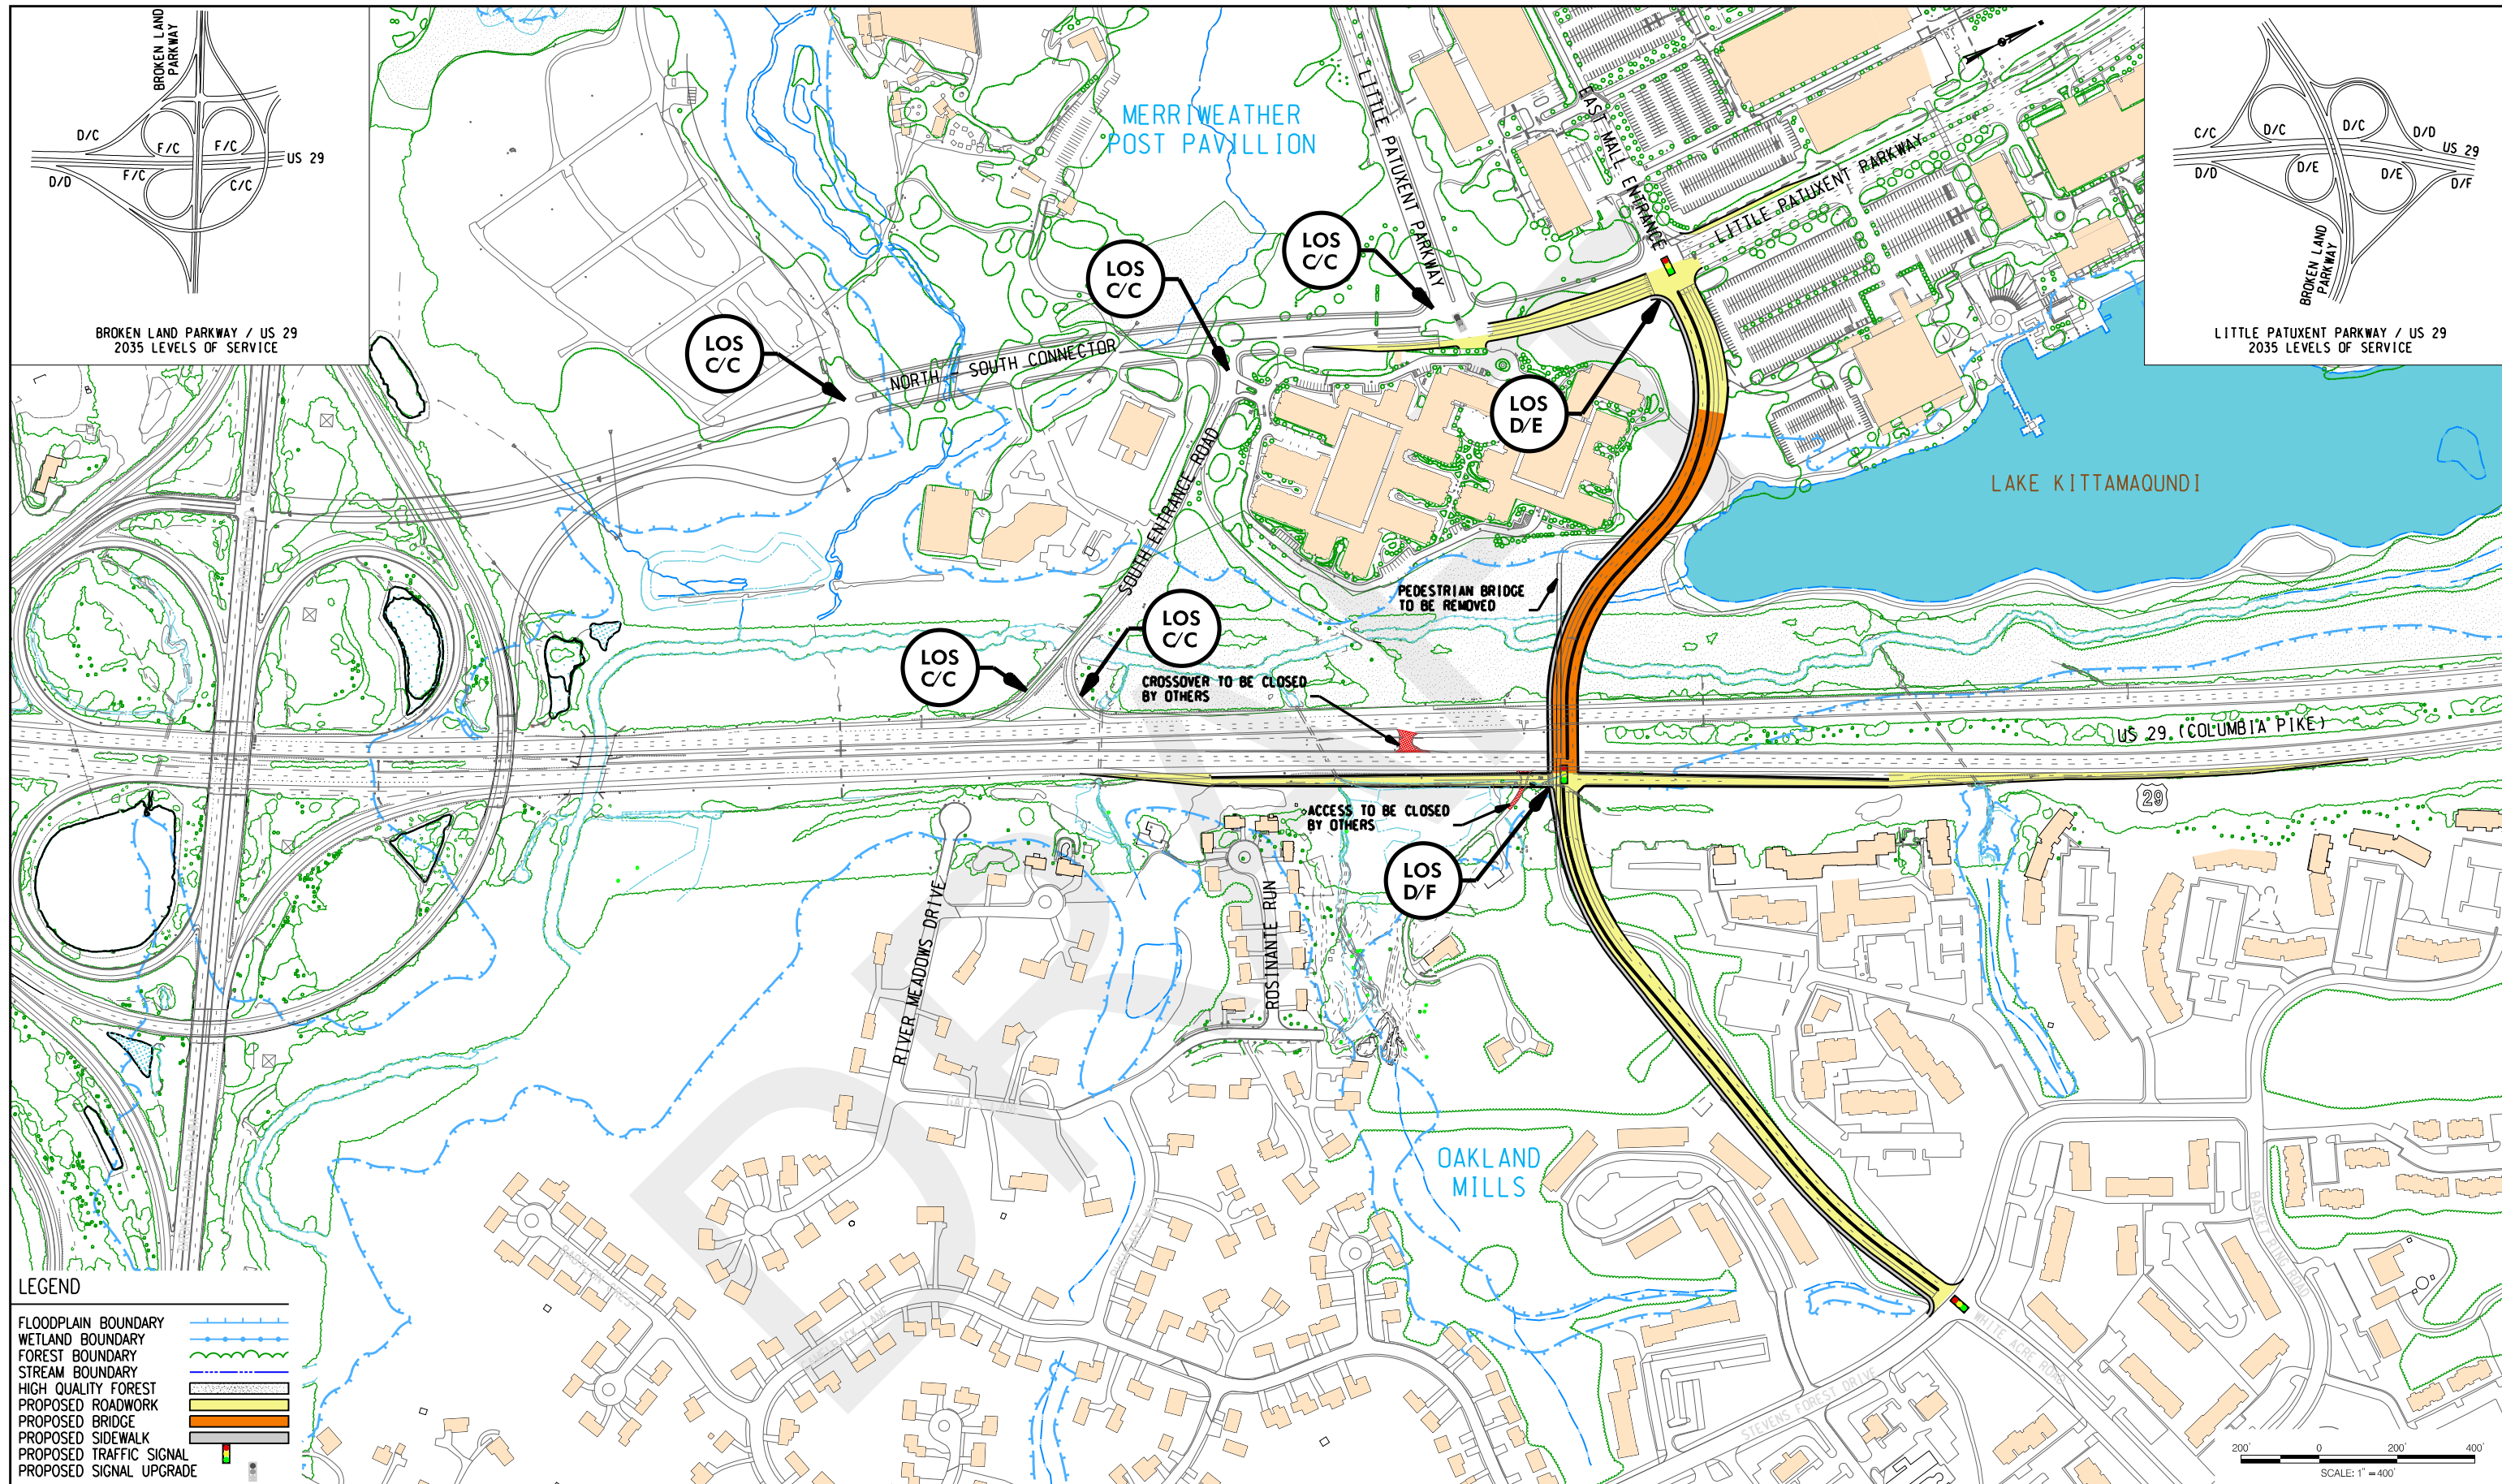 BROKEN LAND
PARKWAY
D/C
F/C
F/C
US 29
F/C
C/C
D/D
BROKEN LAND PARKWAY / US 29
2035 LEVELS OF SERVICE
MERRIWEATHER
POST PAVILLION
LITTLE PATUXENT PARKWAY
EAST MALL ENTRANCE
LITTLE PATUXENT PARKWAY
C/C
D/C
D/C
D/D
US 29
D/D
D/E
D/E
D/F
BROKEN LAND
PARKWAY
LITTLE PATUXENT PARKWAY / US 29
2035 LEVELS OF SERVICE
LOS
C/C
LOS
C/C
LOS
C/C
NORTH - SOUTH CONNECTOR
LOS
D/E
LAKE KITTAMAQUNDI
SOUTH ENTRANCE ROAD
PEDESTRIAN BRIDGE
TO BE REMOVED
LOS
C/C
LOS
C/C
CROSSOVER TO BE CLOSED
BY OTHERS
US 29 (COLUMBIA PIKE)
29
ACCESS TO BE CLOSED
BY OTHERS
LOS
D/F
RIVER MEADOWS DRIVE
ROSINANTE RUN
OAKLAND
MILLS
STEVENS FOREST DRIVE
WHITE ACRE ROAD
BASKET RING ROAD
DRAFT
LEGEND
FLOODPLAIN BOUNDARY
WETLAND BOUNDARY
FOREST BOUNDARY
STREAM BOUNDARY
HIGH QUALITY FOREST
PROPOSED ROADWORK
PROPOSED BRIDGE
PROPOSED SIDEWALK
PROPOSED TRAFFIC SIGNAL
PROPOSED SIGNAL UPGRADE
200' 0 200' 400'
SCALE: 1" = 400'